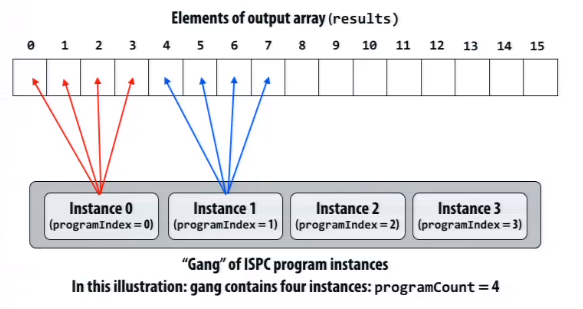 Elements of output array (results)
0 1 2 3 4 5 6 7 8 9 10 11 12 13 14 15
Instance 0 Instance 1 Instance 2 Instance 3
(programIndex = 0) (programIndex = 1) (programIndex = 2) (programIndex = 3)
“Gang” of ISPC program instances
In this illustration: gang contains four instances: programCount = 4